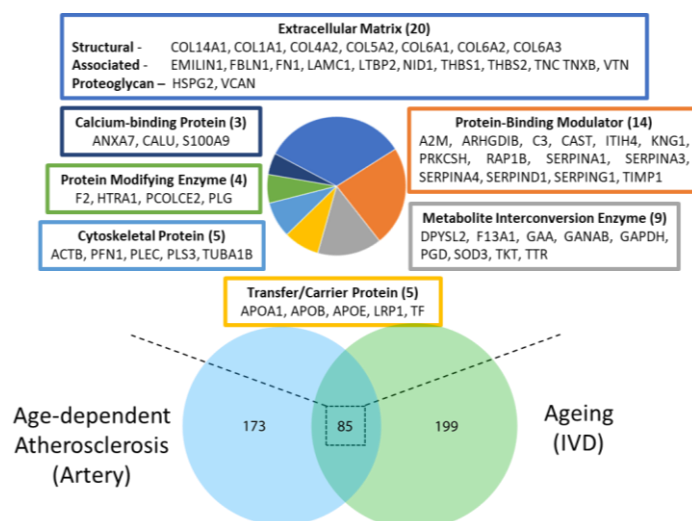 Extracellular Matrix (20)
Structural - COL14A1, COL1A1, COL4A2, COL5A2, COL6A1, COL6A2, COL6A3
Associated - EMILIN1, FBLN1, FN1, LAMC1, LTBP2, NID1, THBS1, THBS2, TNC TNXB, VTN
Proteoglycan – HSPG2, VCAN
Calcium-binding Protein (3)
ANXA7, CALU, S100A9
Protein-Binding Modulator (14)
A2M, ARHGDIB, C3, CAST, ITIH4, KNG1,
PRKCSH, RAP1B, SERPINA1, SERPINA3,
SERPINA4, SERPIND1, SERPING1, TIMP1
Protein Modifying Enzyme (4)
F2, HTRA1, PCOLCE2, PLG
Metabolite Interconversion Enzyme (9)
DPYSL2, F13A1, GAA, GANAB, GAPDH,
PGD, SOD3, TKT, TTR
Cytoskeletal Protein (5)
ACTB, PFN1, PLEC, PLS3, TUBA1B
Transfer/Carrier Protein (5)
APOA1, APOB, APOE, LRP1, TF
Age-dependent
Atherosclerosis
(Artery)
173
85
199
Ageing
(IVD)